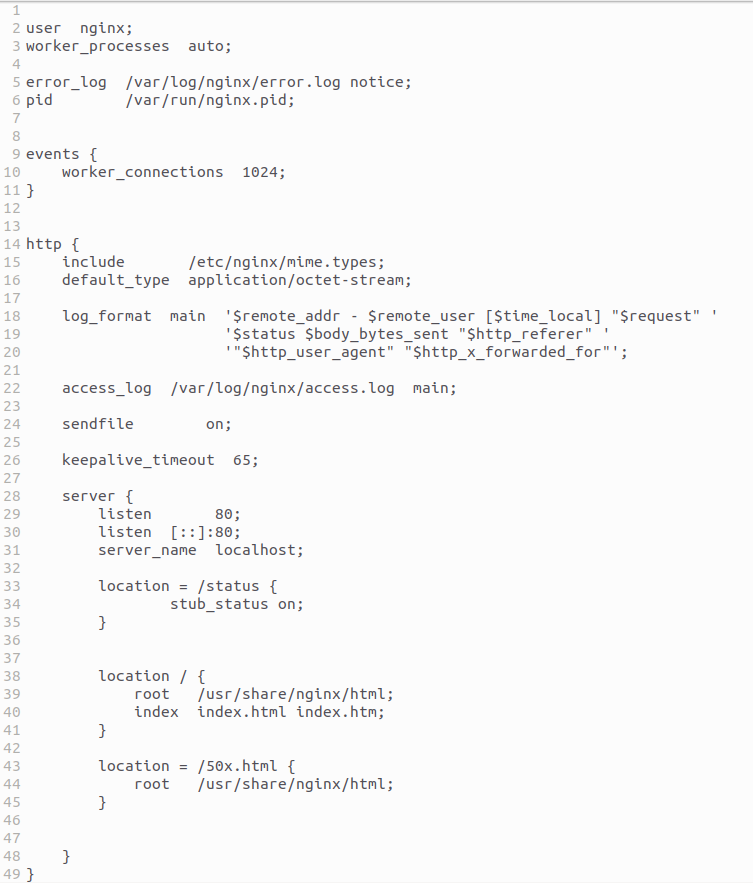 1
2 user  nginx;
3 worker_processes  auto;
4
5 error_log  /var/log/nginx/error.log notice;
6 pid        /var/run/nginx.pid;
7
8
9 events {
10     worker_connections  1024;
11 }
12
13
14 http {
15     include       /etc/nginx/mime.types;
16     default_type  application/octet-stream;
17
18     log_format  main  '$remote_addr - $remote_user [$time_local] "$request" '
19                       '$status $body_bytes_sent "$http_referer" '
20                       '"$http_user_agent" "$http_x_forwarded_for"';
21
22     access_log  /var/log/nginx/access.log  main;
23
24     sendfile        on;
25
26     keepalive_timeout  65;
27
28     server {
29         listen       80;
30         listen  [::]:80;
31         server_name  localhost;
32
33         location = /status {
34                 stub_status on;
35         }
36
37
38         location / {
39             root   /usr/share/nginx/html;
40             index  index.html index.htm;
41         }
42
43         location = /50x.html {
44             root   /usr/share/nginx/html;
45         }
46
47
48     }
49 }